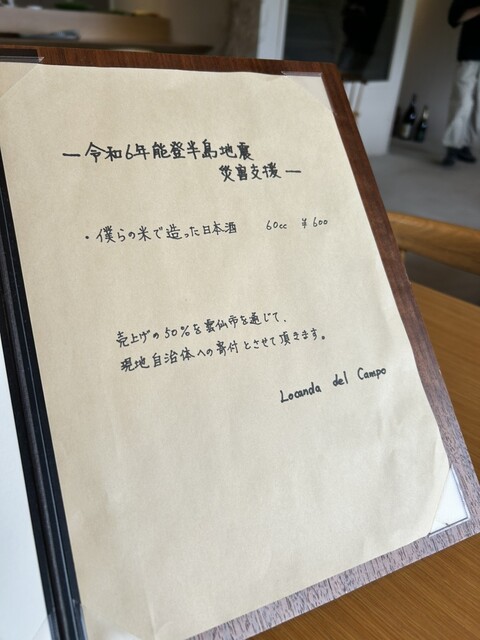 ー令和6年能登半島地震
災害支援ー
・僕らの米で造った日本酒 60cc ¥600
売上げの50%を雲仙市を通じて、
現地自治体への寄付とさせて頂きます。
Locanda del Campo